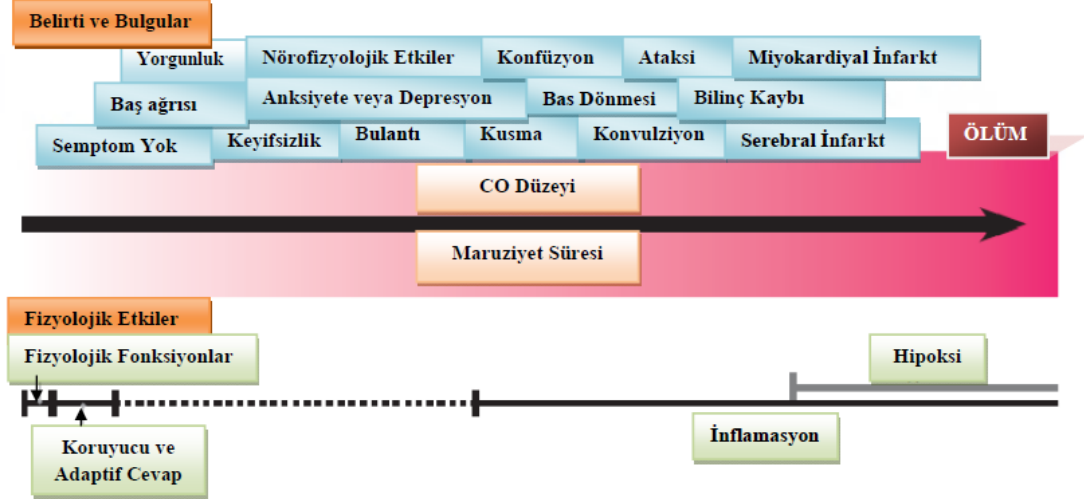 Belirti ve Bulgular
Yorgunluk
Nörofizyolojik Etkiler
Konfüzyon
Ataksi
Miyokardiyal İnfarkt
Baş ağrısı
Anksiyete veya Depresyon
Bas Dönmesi
Bilinç Kaybı
Semptom Yok
Keyifsizlik
Bulantı
Kusma
Konvulziyon
Serebral İnfarkt
ÖLÜM
CO Düzeyi
Maruziyet Süresi
Fizyolojik Etkiler
Fizyolojik Fonksiyonlar
Hipoksi
Koruyucu ve
Adaptif Cevap
İnflamasyon